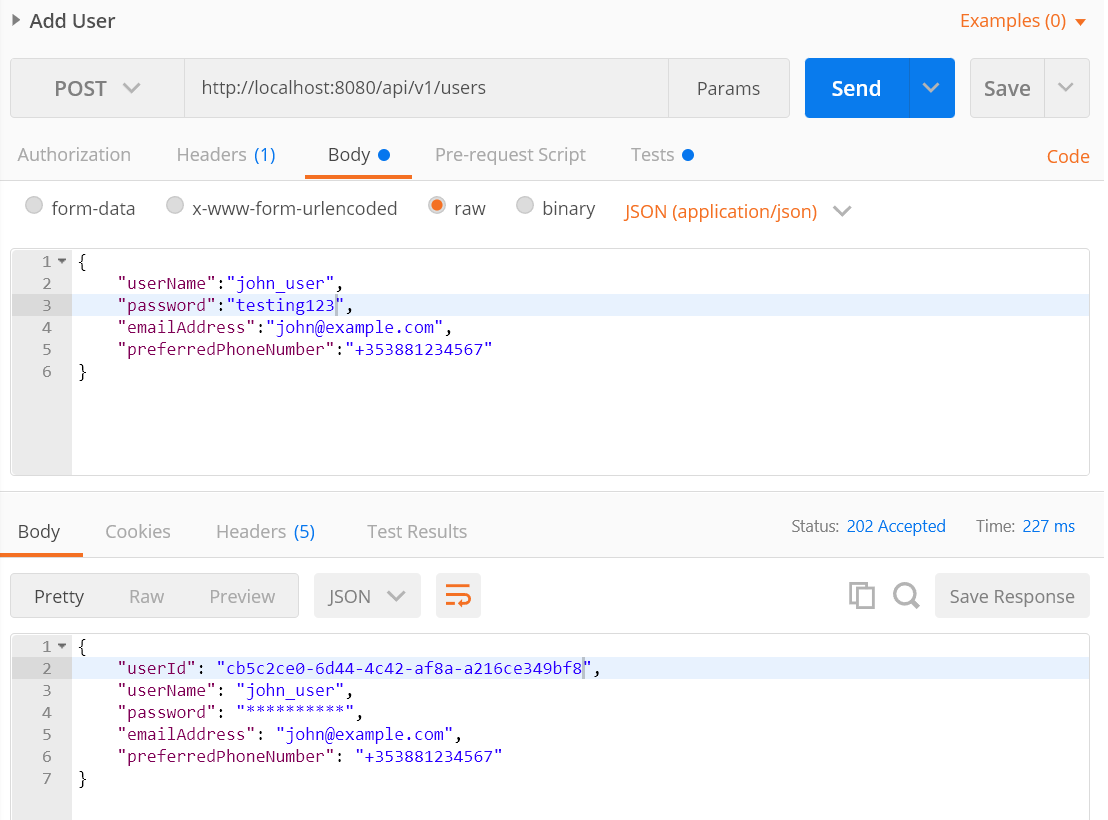 Add User Examples (0)
POST http://localhost:8080/api/v1/users Params Send Save
Authorization Headers (1) Body Pre-request Script Tests Code
form-data x-www-form-urlencoded raw binary JSON (application/json)
1 {
2 "userName":"john_user",
3 "password":"testing123",
4 "emailAddress":"john@example.com",
5 "preferredPhoneNumber":"+353881234567"
6 }
Body Cookies Headers (5) Test Results Status: 202 Accepted Time: 227 ms
Pretty Raw Preview JSON Save Response
1 {
2 "userId": "cb5c2ce0-6d44-4c42-af8a-a216ce349bf8",
3 "userName": "john_user",
4 "password": "**********",
5 "emailAddress": "john@example.com",
6 "preferredPhoneNumber": "+353881234567"
7 }